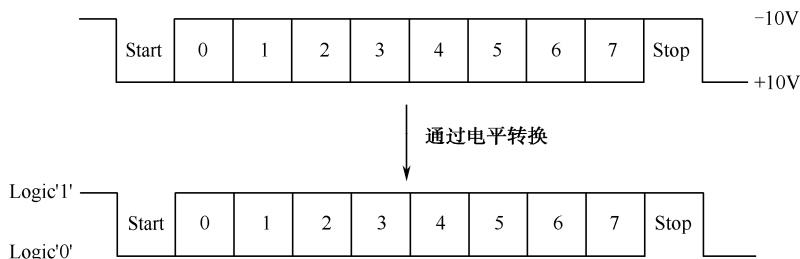 −10V
Start 0 1 2 3 4 5 6 7 Stop
+10V
通过电平转换
Logic'1'
Start 0 1 2 3 4 5 6 7 Stop
Logic'0'